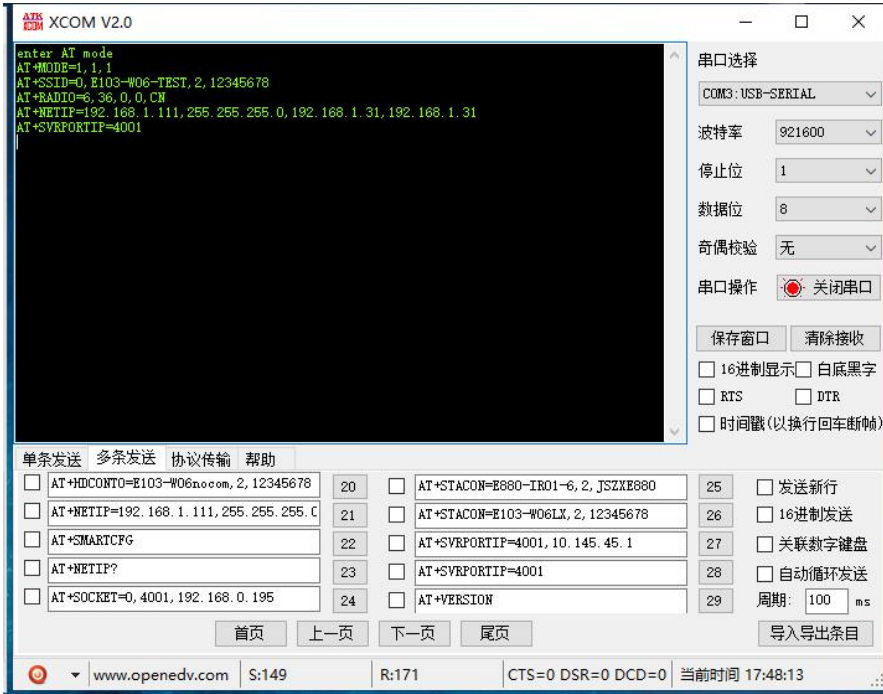 ATK
COM
XCOM V2.0
enter AT mode
AT+MODE=1,1,1
AT+SSID=0,E103-W06-TEST,2,12345678
AT+RADIO=6,36,0,0,CN
AT+NETIP=192.168.1.111,255.255.255.0,192.168.1.31,192.168.1.31
AT+SVRPORTIP=4001
串口选择
COM3:USB-SERIAL
波特率 921600
停止位 1
数据位 8
奇偶校验 无
串口操作 关闭串口
保存窗口 清除接收
16进制显示 白底黑字
RTS DTR
时间戳(以换行回车断帧)
单条发送 多条发送 协议传输 帮助
AT+HDCONTO=E103-W06nocom,2,12345678 20 AT+STACON=E880-IR01-6,2,JSZXE880 25 发送新行
AT+NETIP=192.168.1.111,255.255.255.0 21 AT+STACON=E103-W06LX,2,12345678 26 16进制发送
AT+SMARTCFG 22 AT+SVRPORTIP=4001,10.145.45.1 27 关联数字键盘
AT+NETIP? 23 AT+SVRPORTIP=4001 28 自动循环发送
AT+SOCKET=0,4001,192.168.0.195 24 AT+VERSION 29 周期: 100 ms
首页 上一页 下一页 尾页 导入导出条目
www.openedv.com S:149 R:171 CTS=0 DSR=0 DCD=0 当前时间 17:48:13